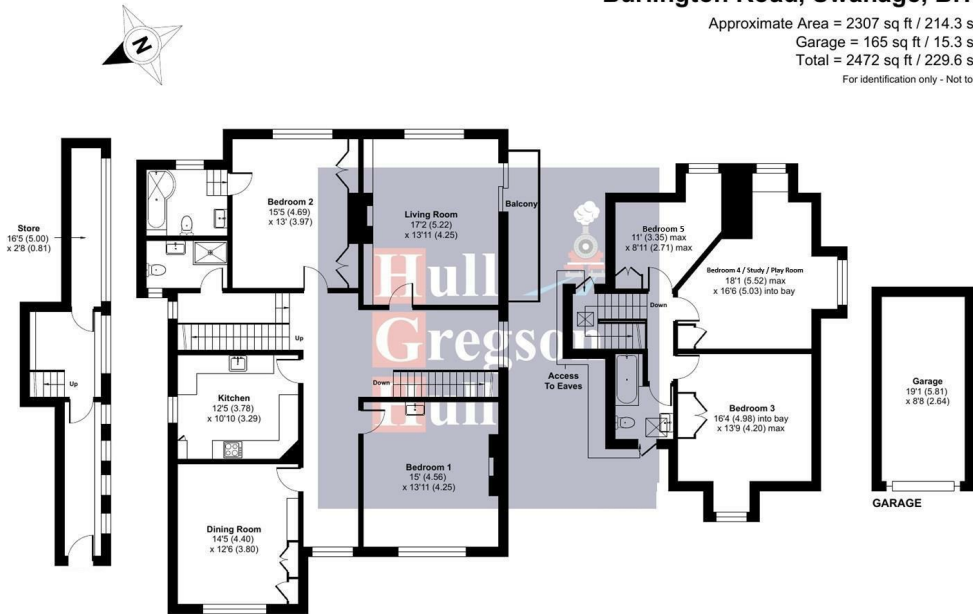 Approximate Area = 2307 sq ft / 214.3 s
Garage = 165 sq ft / 15.3 s
Total = 2472 sq ft / 229.6 s
For identification only - Not to
N
Store
16'5 (5.00)
x 2'8 (0.81)
Up
Bedroom 2
15'5 (4.69)
x 13' (3.97)
Living Room
17'2 (5.22)
x 13'11 (4.25)
Balcony
Up
Kitchen
12'5 (3.78)
x 10'10 (3.29)
Down
Bedroom 1
15' (4.56)
x 13'11 (4.25)
Dining Room
14'5 (4.40)
x 12'6 (3.80)
Hull
Gregson
Hull
Bedroom 5
11' (3.35) max
x 8'11 (2.71) max
Bedroom 4 / Study / Play Room
18'1 (5.52) max
x 16'6 (5.03) into bay
Down
Access
To Eaves
Bedroom 3
16'4 (4.98) into bay
x 13'9 (4.20) max
Garage
19'1 (5.81)
x 8'8 (2.64)
GARAGE